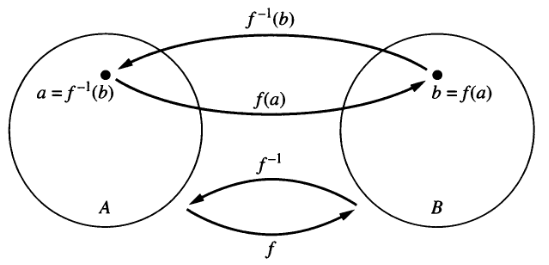 f⁻¹(b)
a = f⁻¹(b)
b = f(a)
f(a)
f⁻¹
A
B
f